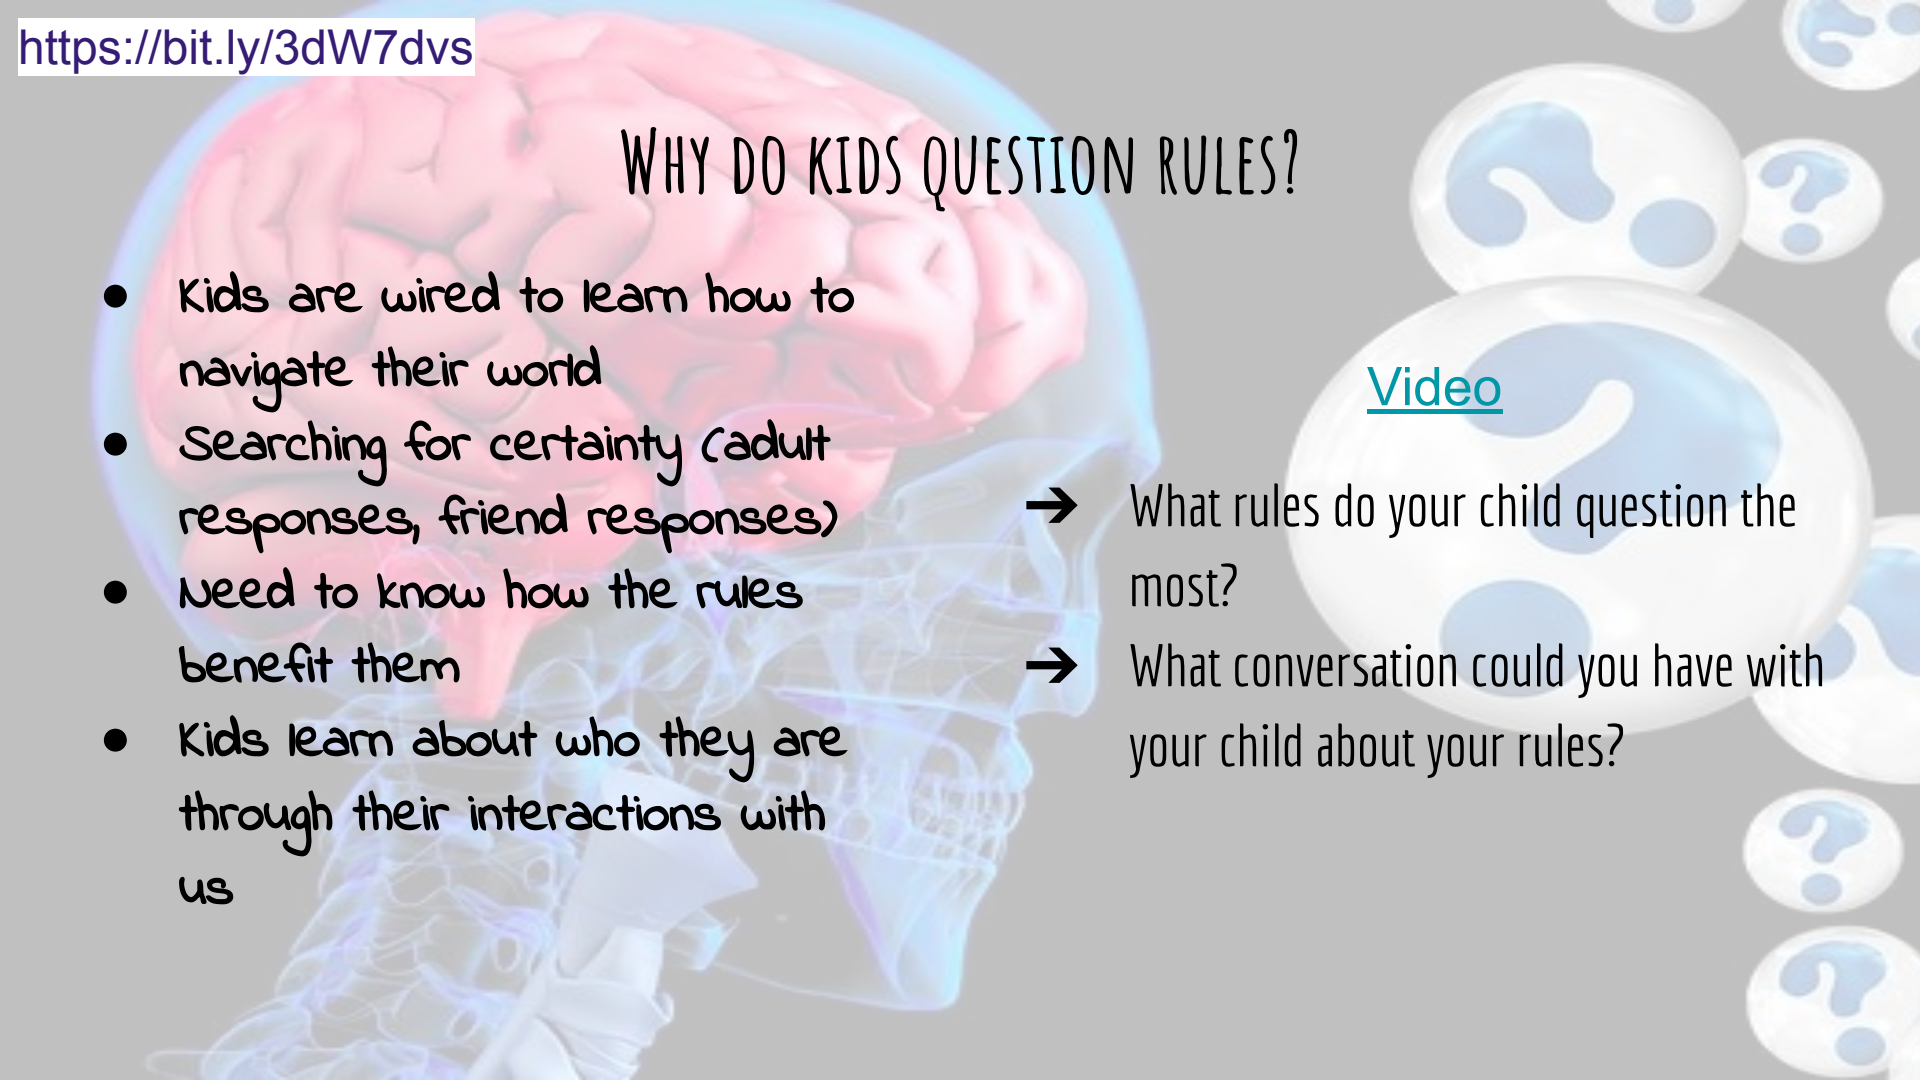 https://bit.ly/3dW7dvs
Why do kids question rules?
● Kids are wired to learn how to
navigate their world
● Searching for certainty (adult
responses, friend responses)
● Need to know how the rules
benefit them
● Kids learn about who they are
through their interactions with
us
Video
➔ What rules do your child question the
most?
➔ What conversation could you have with
your child about your rules?